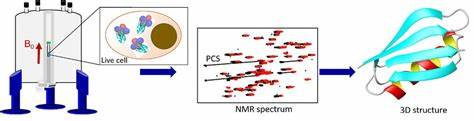 B0
Live cell
PCS
NMR spectrum
3D structure